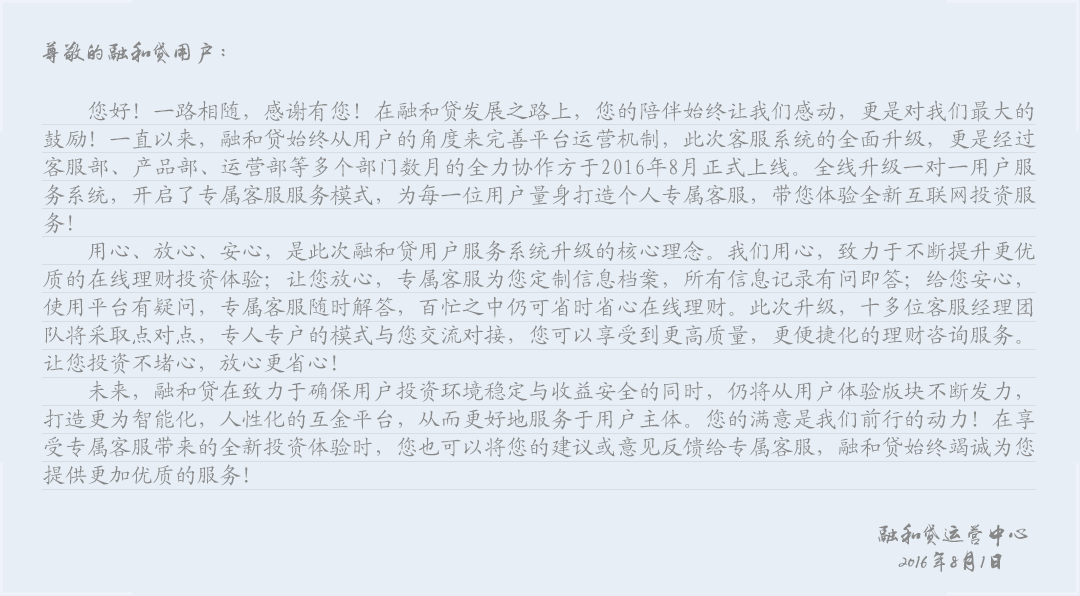 尊敬的融和贷用户：
您好！一路相随，感谢有您！在融和贷发展之路上，您的陪伴始终让我们感动，更是对我们最大的
鼓励！一直以来，融和贷始终从用户的角度来完善平台运营机制，此次客服系统的全面升级，更是经过
客服部、产品部、运营部等多个部门数月的全力协作方于2016年8月正式上线。全线升级一对一用户服
务系统，开启了专属客服服务模式，为每一位用户量身打造个人专属客服，带您体验全新互联网投资服
务！
用心、放心、安心，是此次融和贷用户服务系统升级的核心理念。我们用心，致力于不断提升更优
质的在线理财投资体验；让您放心，专属客服为您定制信息档案，所有信息记录有问即答；给您安心，
使用平台有疑问，专属客服随时解答，百忙之中仍可省时省心在线理财。此次升级，十多位客服经理团
队将采取点对点，专人专户的模式与您交流对接，您可以享受到更高质量，更便捷化的理财咨询服务。
让您投资不堵心，放心更省心！
未来，融和贷在致力于确保用户投资环境稳定与收益安全的同时，仍将从用户体验版块不断发力，
打造更为智能化，人性化的互金平台，从而更好地服务于用户主体。您的满意是我们前行的动力！在享
受专属客服带来的全新投资体验时，您也可以将您的建议或意见反馈给专属客服，融和贷始终竭诚为您
提供更加优质的服务！
融和贷运营中心
2016年8月1日